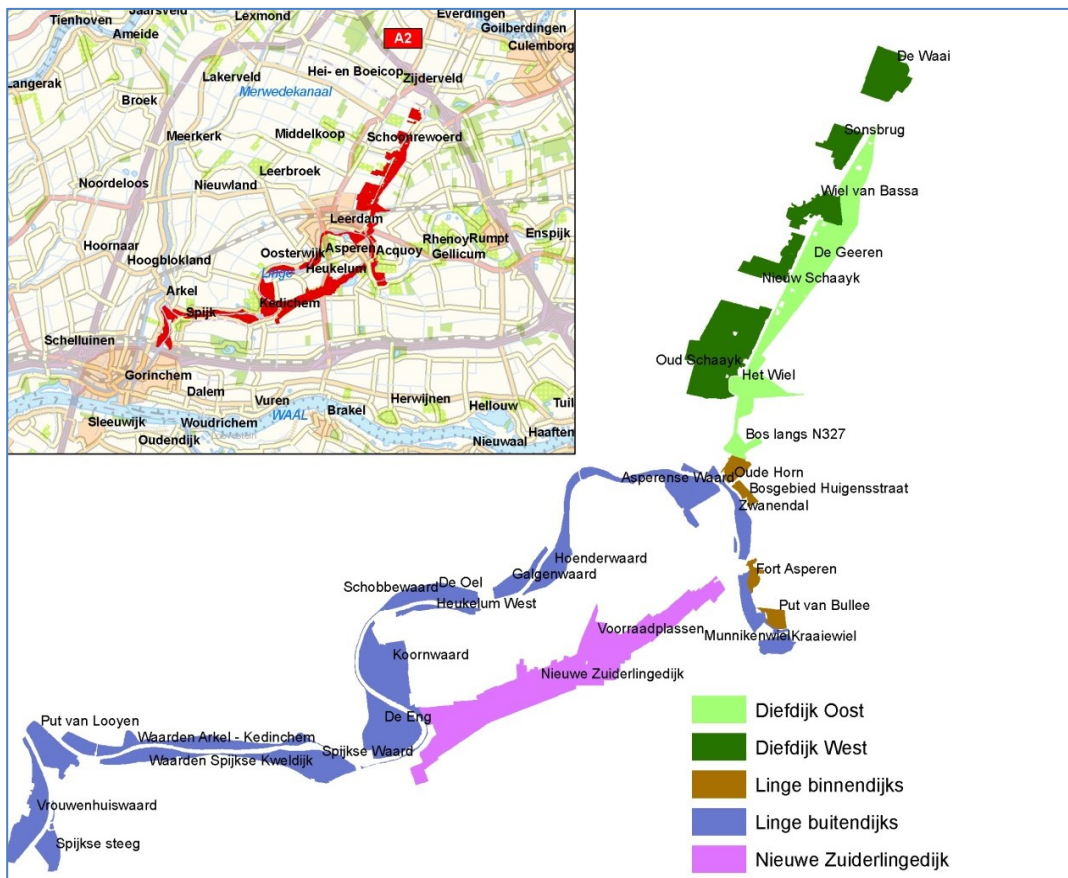 Tienhoven
Jaarsveld
Lexmond
Everdingen
Ameide
A2
Goilberdingen
Culemborg
Langerak
Lakerveld
Hei- en Boeicop
Zijderveld
Merwedekanaal
Broek
Meerkerk
Middelkoop
Schoonrewoerd
Leerbroek
Noordeloos
Nieuwland
Leerdam
Hoornaar
Oosterwijk
Asperen
Acquoy
Rhenoy
Rumpt
Enspijk
Gellicum
Hoogblokland
Linge
Heukelum
Arkel
Spijk
Kedichem
Schelluinen
Gorinchem
Dalem
Vuren
Herwijnen
Sleeuwijk
WAAL
Brakel
Hellouw
Tuil
Woudrichem
Haaften
Oudendijk
Nieuwaal
De Waai
Sonsbrug
Wiel van Bassa
De Geeren
Nieuw Schaayk
Oud Schaayk
Het Wiel
Bos langs N327
Asperense Waard
Oude Horn
Bosgebied Huigensstraat
Zwanendal
Hoenderwaard
Galgenwaard
Fort Asperen
Schobbewaard
De Oel
Heukelum West
Put van Bullee
Voorraadplassen
Munnikenwiel
Kraaiewiel
Koornwaard
Nieuwe Zuiderlingedijk
De Eng
Put van Looyen
Waarden Arkel - Kedinchem
Spijkse Waard
Waarden Spijkse Kweldijk
Vrouwenhuiswaard
Spijkse steeg
Diefdijk Oost
Diefdijk West
Linge binnendijks
Linge buitendijks
Nieuwe Zuiderlingedijk